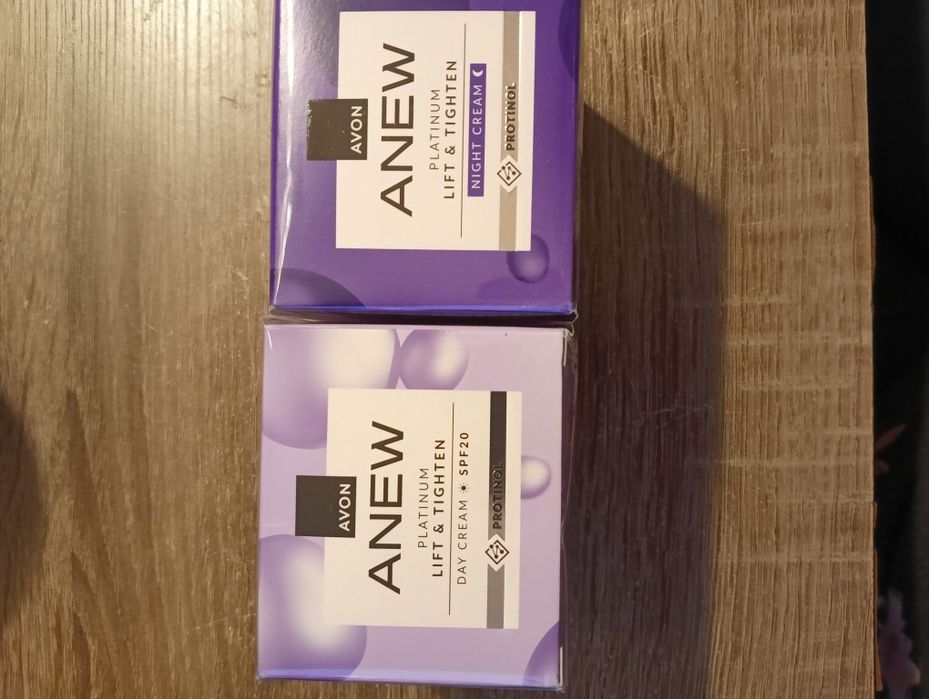 AVON
ANEW
PLATINUM
LIFT & TIGHTEN
NIGHT CREAM
PROTINOL
AVON
ANEW
PLATINUM
LIFT & TIGHTEN
DAY CREAM SPF20
PROTINOL